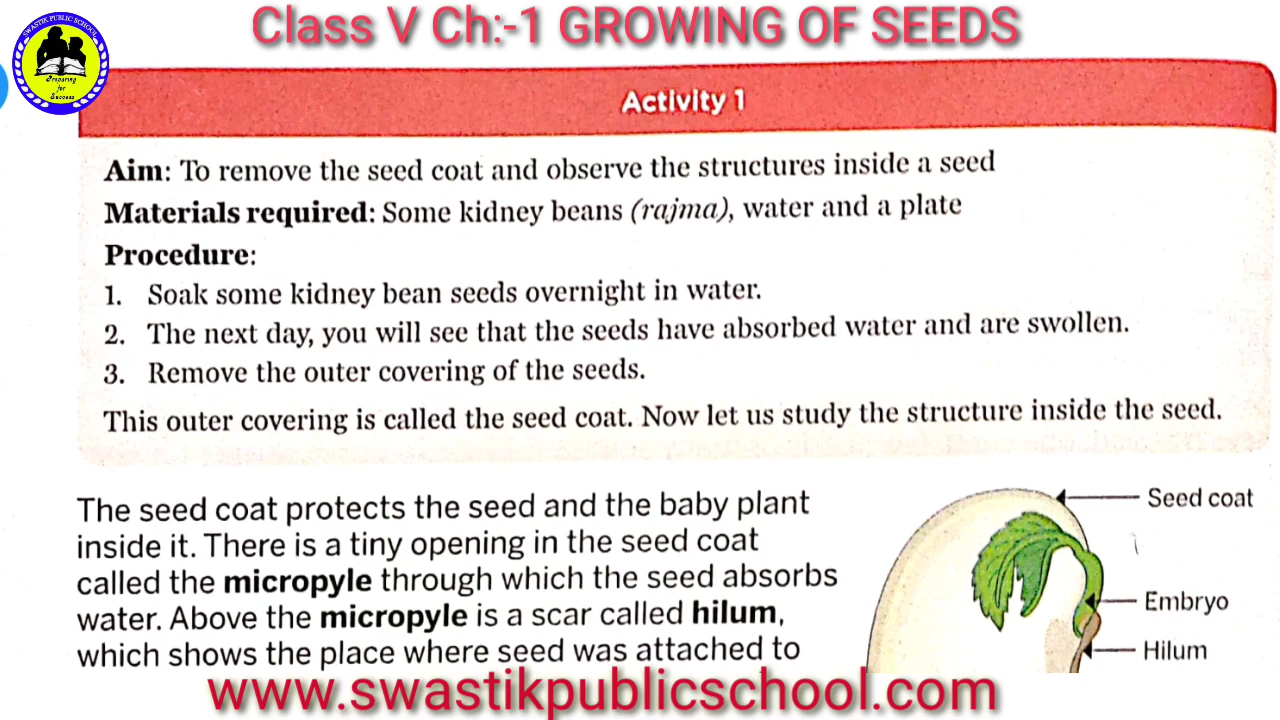 Class V Ch:-1 GROWING OF SEEDS
SWASTIK PUBLIC SCHOOL
Preparing
for
Success
Activity 1
Aim: To remove the seed coat and observe the structures inside a seed
Materials required: Some kidney beans (rajma), water and a plate
Procedure:
1. Soak some kidney bean seeds overnight in water.
2. The next day, you will see that the seeds have absorbed water and are swollen.
3. Remove the outer covering of the seeds.
This outer covering is called the seed coat. Now let us study the structure inside the seed.
The seed coat protects the seed and the baby plant
inside it. There is a tiny opening in the seed coat
called the micropyle through which the seed absorbs
water. Above the micropyle is a scar called hilum,
which shows the place where seed was attached to
Seed coat
Embryo
Hilum
www.swastikpublicschool.com